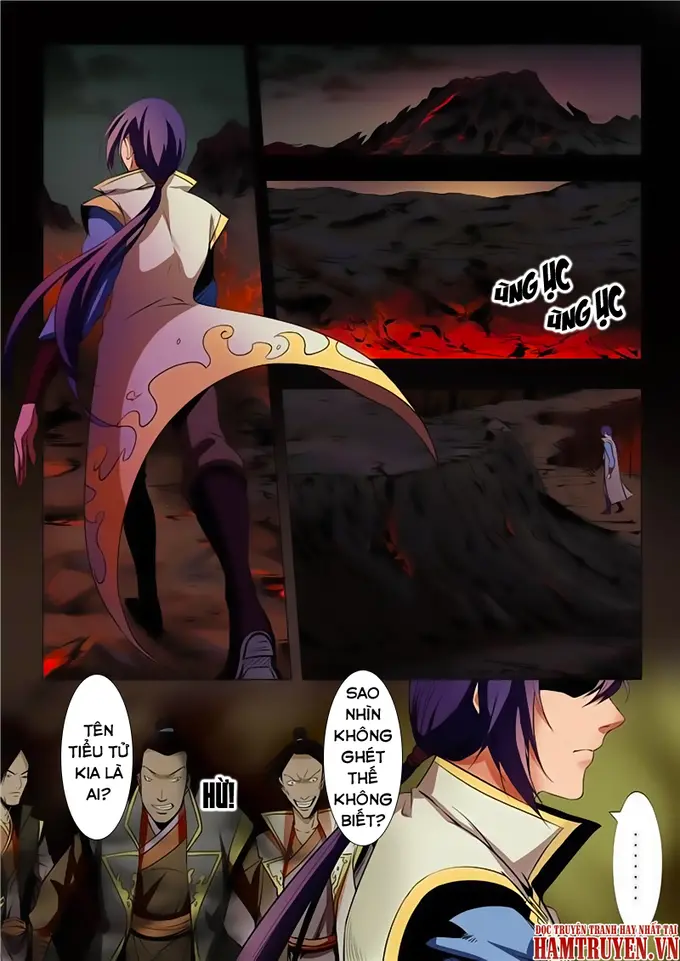 ÙNG ỤC
ÙNG ỤC
TÊN
TIỂU TỬ
KIA LÀ
AI?
HỪ!
SAO
NHÌN
KHÔNG
GHÉT
THẾ
KHÔNG
BIẾT?
.......
ĐỌC TRUYỆN TRANH HAY NHẤT TẠI
HAMTRUYEN.VN